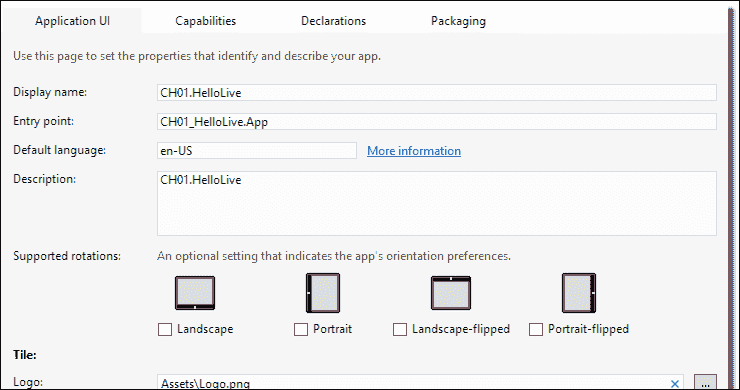 Application UI Capabilities Declarations Packaging
Use this page to set the properties that identify and describe your app.
Display name: CH01.HelloLive
Entry point: CH01_HelloLive.App
Default language: en-US More information
Description: CH01.HelloLive
Supported rotations: An optional setting that indicates the app's orientation preferences.
Landscape Portrait Landscape-flipped Portrait-flipped
Tile:
Logo: Assets\Logo.png ...